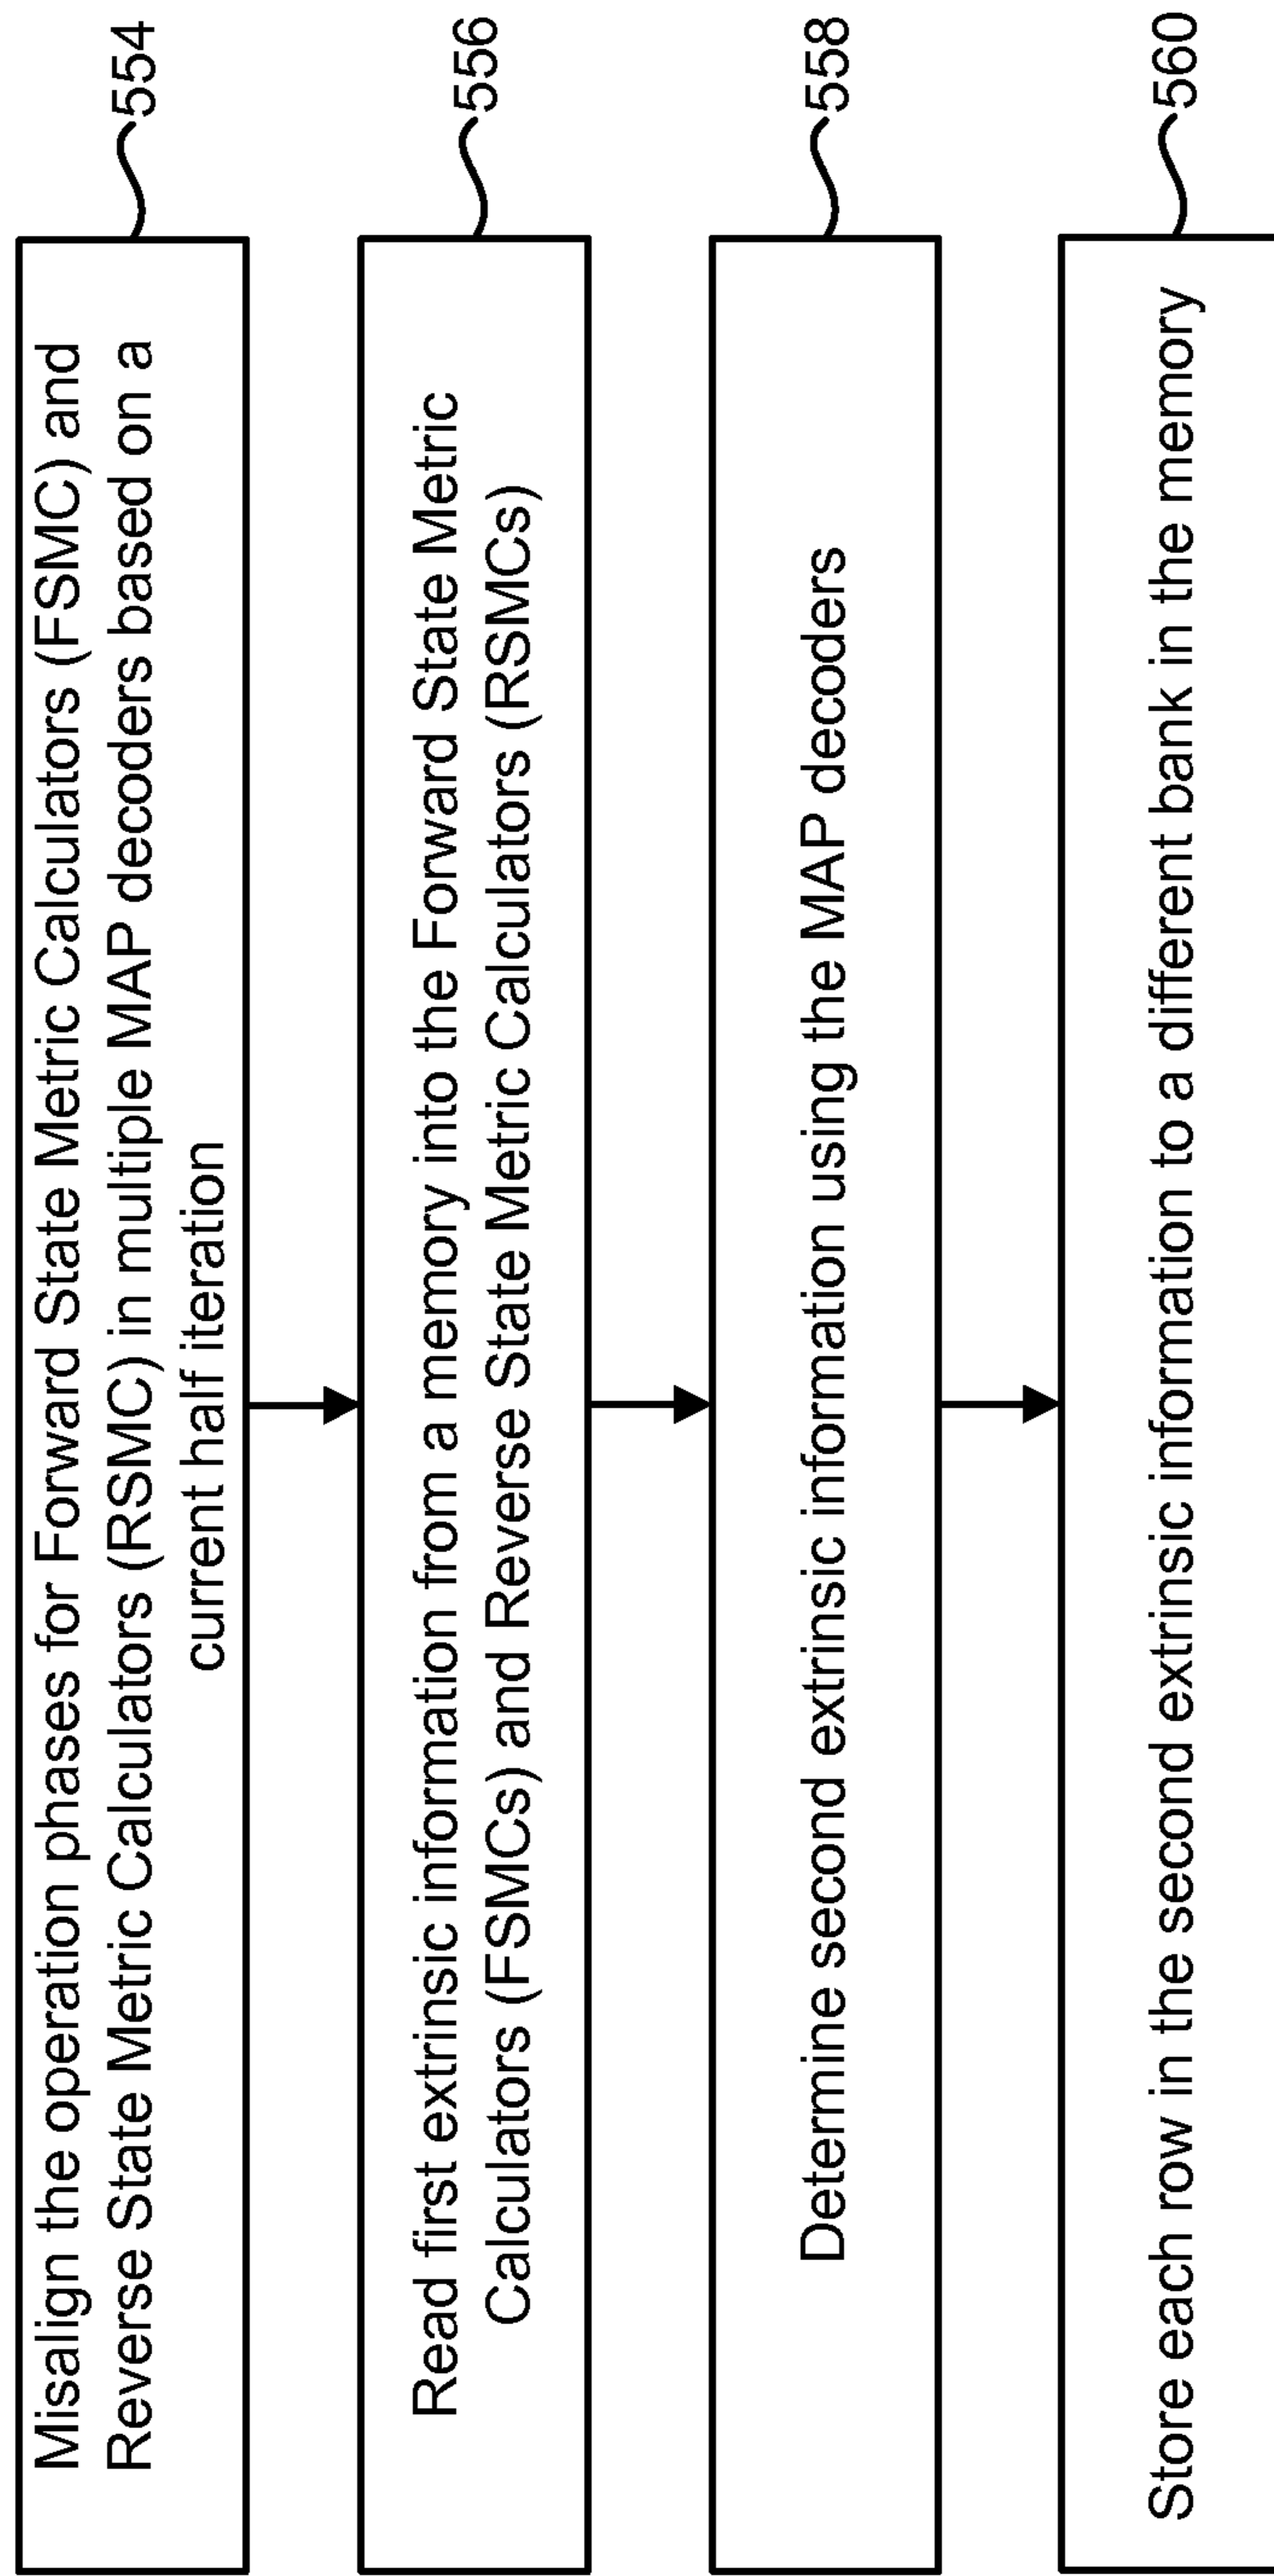 Misalign the operation phases for Forward State Metric Calculators (FSMC) and
Reverse State Metric Calculators (RSMC) in multiple MAP decoders based on a
current half iteration
554
Read first extrinsic information from a memory into the Forward State Metric
Calculators (FSMCs) and Reverse State Metric Calculators (RSMCs)
556
Determine second extrinsic information using the MAP decoders
558
Store each row in the second extrinsic information to a different bank in the memory
560